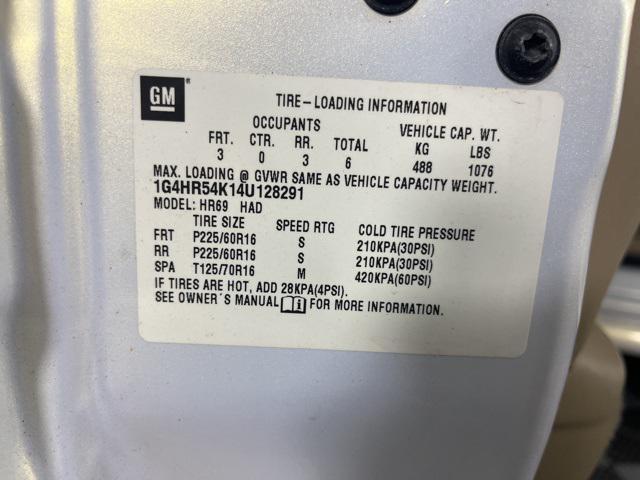 GM ®
TIRE-LOADING INFORMATION
OCCUPANTS VEHICLE CAP. WT.
FRT. CTR. RR. TOTAL KG LBS
3 0 3 6 488 1076
MAX. LOADING @ GVWR SAME AS VEHICLE CAPACITY WEIGHT.
1G4HR54K14U128291
MODEL: HR69 HAD
TIRE SIZE SPEED RTG COLD TIRE PRESSURE
FRT P225/60R16 S 210KPA(30PSI)
RR P225/60R16 S 210KPA(30PSI)
SPA T125/70R16 M 420KPA(60PSI)
IF TIRES ARE HOT, ADD 28KPA(4PSI).
SEE OWNER'S MANUAL i FOR MORE INFORMATION.